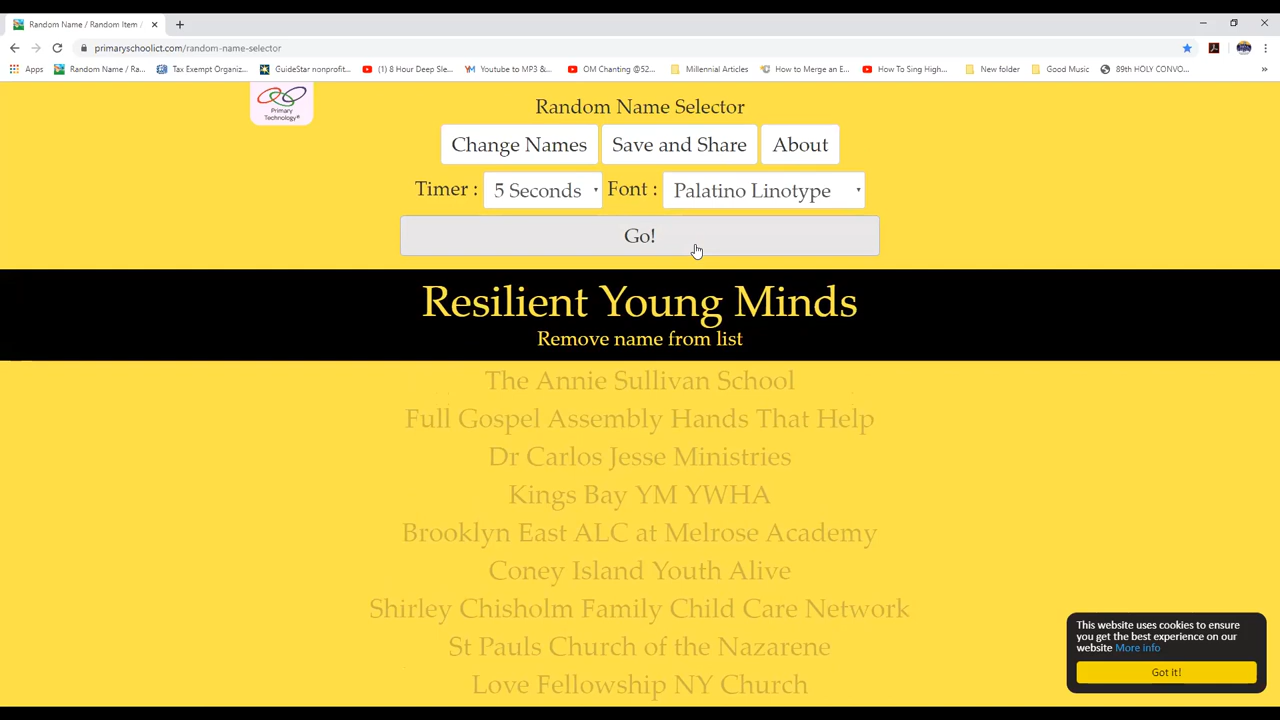 Random Name / Random Item /
primaryschoolict.com/random-name-selector
Apps
Random Name / Ra...
Tax Exempt Organiz...
GuideStar nonprofit...
(1) 8 Hour Deep Sle...
Youtube to MP3 &...
OM Chanting @52...
Millennial Articles
How to Merge an E...
How To Sing High...
New folder
Good Music
89th HOLY CONVO...
»
Primary
Technology®
Random Name Selector
Change Names
Save and Share
About
Timer : 5 Seconds Font : Palatino Linotype
Go!
Resilient Young Minds
Remove name from list
The Annie Sullivan School
Full Gospel Assembly Hands That Help
Dr Carlos Jesse Ministries
Kings Bay YM YWHA
Brooklyn East ALC at Melrose Academy
Coney Island Youth Alive
Shirley Chisholm Family Child Care Network
St Pauls Church of the Nazarene
Love Fellowship NY Church
This website uses cookies to ensure
you get the best experience on our
website More info
Got it!